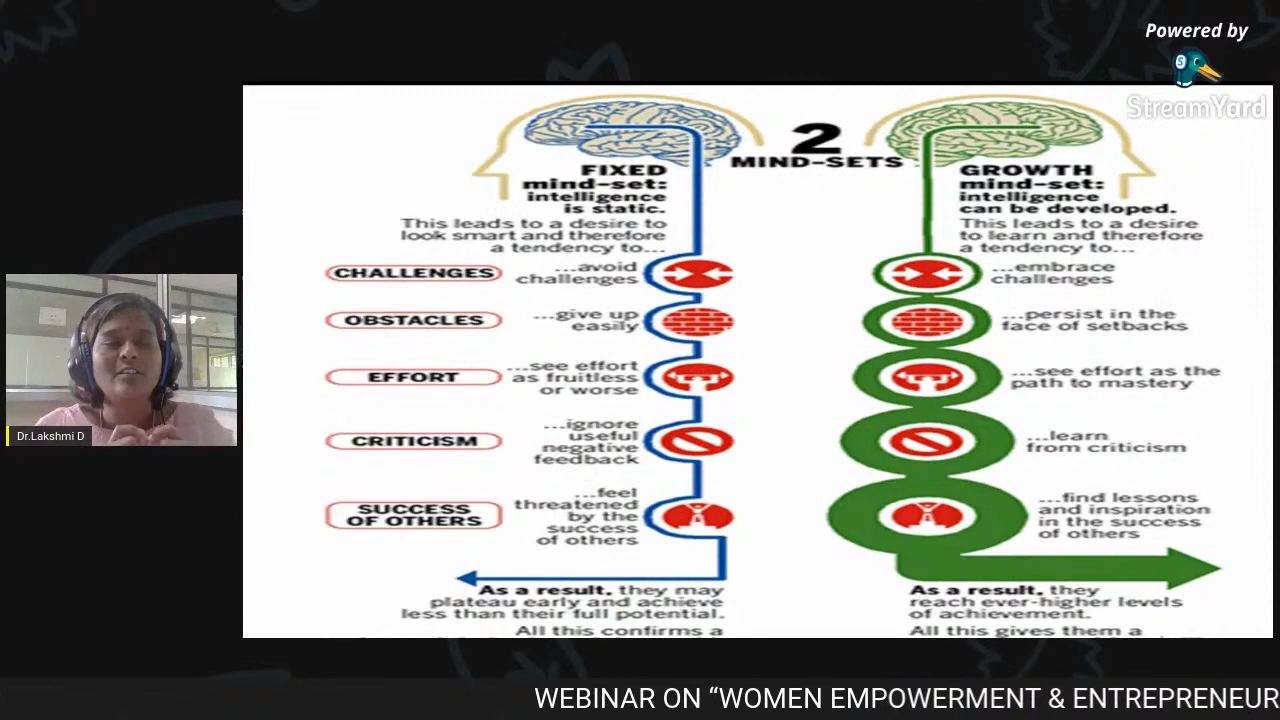 Powered by
StreamYard
2
MIND-SETS
FIXED
mind-set:
intelligence
is static.
This leads to a desire to
look smart and therefore
a tendency to...
GROWTH
mind-set:
intelligence
can be developed.
This leads to a desire
to learn and therefore
a tendency to...
CHALLENGES
...avoid
challenges
...embrace
challenges
OBSTACLES
...give up
easily
...persist in the
face of setbacks
EFFORT
...see effort
as fruitless
or worse
...see effort as the
path to mastery
CRITICISM
...ignore
useful
negative
feedback
...learn
from criticism
SUCCESS
OF OTHERS
...feel
threatened
by the
success
of others
...find lessons
and inspiration
in the success
of others
As a result, they may
plateau early and achieve
less than their full potential.
All this confirms a
As a result, they
reach ever-higher levels
of achievement.
All this gives them a
Dr.Lakshmi D
WEBINAR ON “WOMEN EMPOWERMENT & ENTREPRENEUR